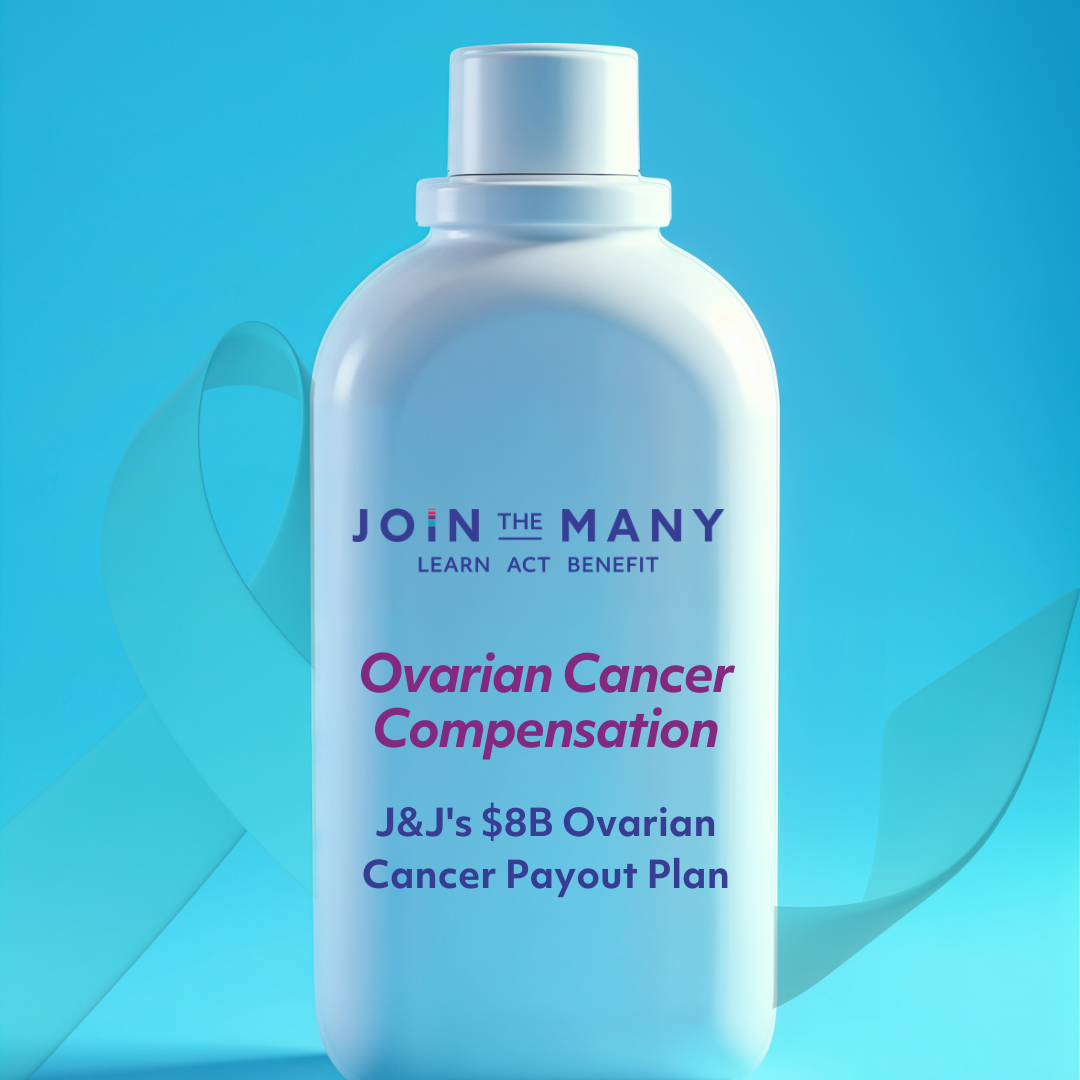 JOIN THE MANY
LEARN ACT BENEFIT
Ovarian Cancer
Compensation
J&J's $8B Ovarian
Cancer Payout Plan